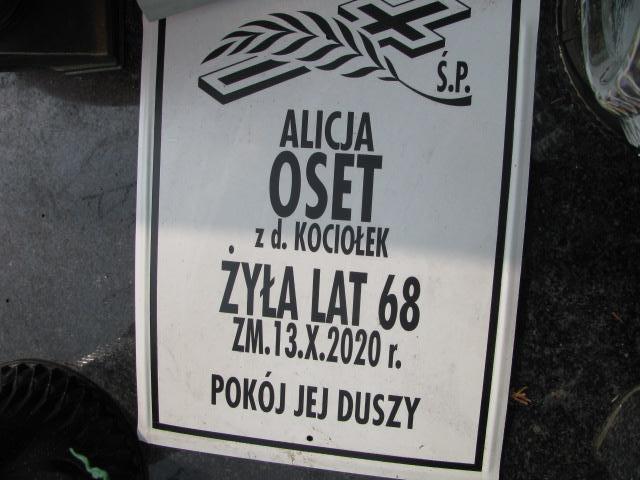 Ś.P.
ALICJA
OSET
z d. KOCIOŁEK
ŻYŁA LAT 68
ZM.13.X.2020 r.
POKÓJ JEJ DUSZY